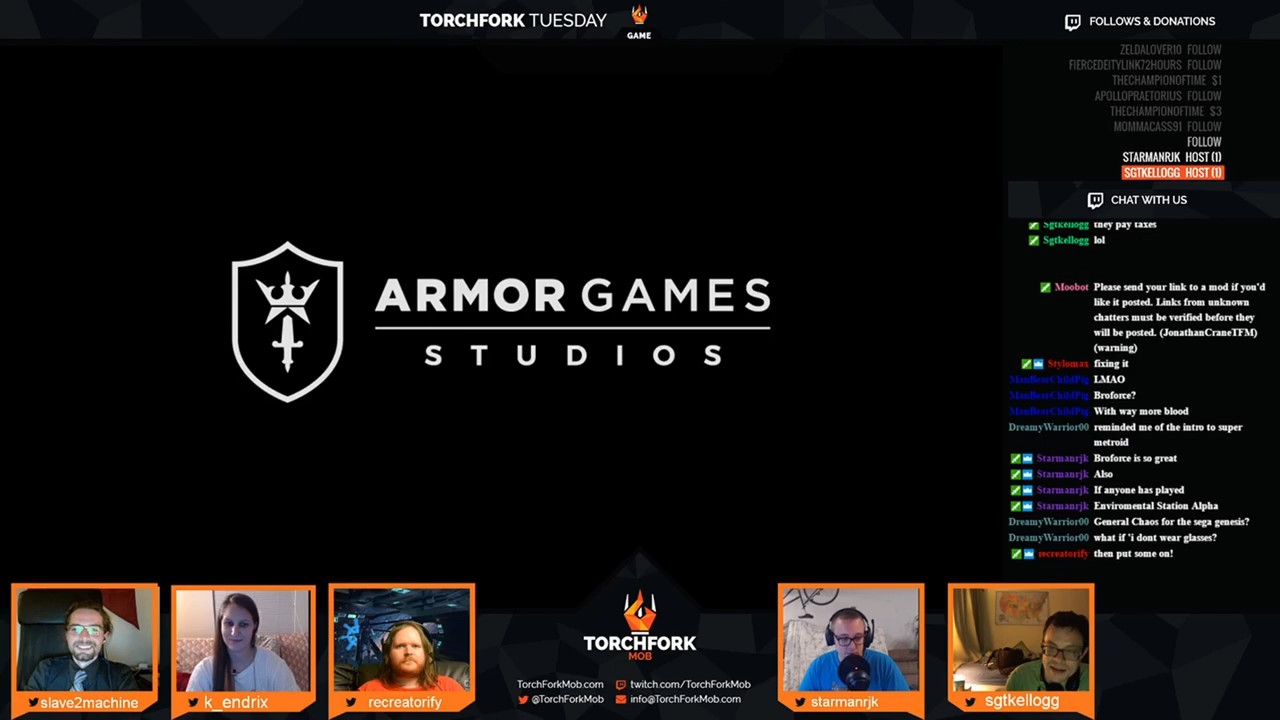 TORCHFORK TUESDAY
GAME
FOLLOWS & DONATIONS
ZELDALOVER10 FOLLOW
FIERCEDEITYLINK72HOURS FOLLOW
THECHAMPIONOFTIME $1
APOLLOPRAETORIUS FOLLOW
THECHAMPIONOFTIME $3
MOMMACASS91 FOLLOW
FOLLOW
STARMANRJK HOST (1)
SGTKELLOGG HOST (1)
CHAT WITH US
Sgtkellogg they pay taxes
Sgtkellogg lol
Moobot Please send your link to a mod if you'd
like it posted. Links from unknown
chatters must be verified before they
will be posted. (JonathanCraneTFM)
(warning)
Stylomax fixing it
ManBearChildPig LMAO
ManBearChildPig Broforce?
ManBearChildPig With way more blood
DreamyWarrior00 reminded me of the intro to super
metroid
Starmanrjk Broforce is so great
Starmanrjk Also
Starmanrjk If anyone has played
Starmanrjk Enviromental Station Alpha
DreamyWarrior00 General Chaos for the sega genesis?
DreamyWarrior00 what if 'i dont wear glasses?
recreatorify then put some on!
ARMOR GAMES
STUDIOS
slave2machine
k_endrix
recreatorify
TORCHFORK
MOB
TorchForkMob.com twitch.com/TorchForkMob
@TorchForkMob info@TorchForkMob.com
starmanrjk
sgtkellogg